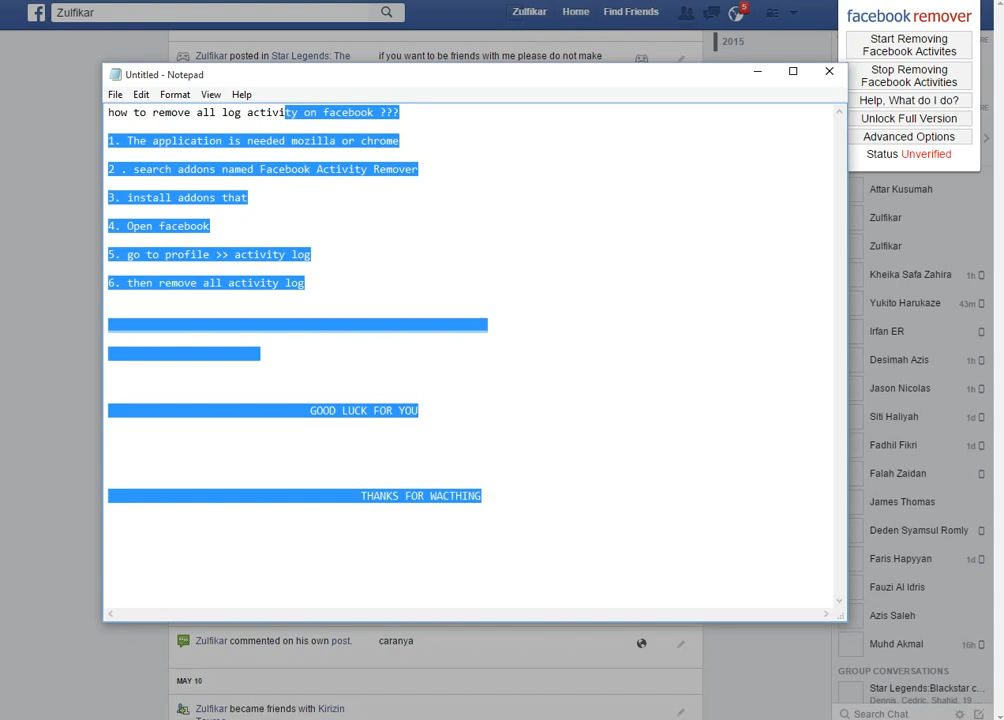 Zulfikar
Zulfikar Home Find Friends 5
2015
Zulfikar posted in Star Legends: The
if you want to be friends with me please do not make
Untitled - Notepad
File Edit Format View Help
how to remove all log activity on facebook ???
1. The application is needed mozilla or chrome
2 . search addons named Facebook Activity Remover
3. install addons that
4. Open facebook
5. go to profile >> activity log
6. then remove all activity log
GOOD LUCK FOR YOU
THANKS FOR WACTHING
Zulfikar commented on his own post.
caranya
MAY 10
Zulfikar became friends with Kirizin
facebook remover
Start Removing
Facebook Activites
Stop Removing
Facebook Activities
Help, What do I do?
Unlock Full Version
Advanced Options
Status Unverified
Attar Kusumah
Zulfikar
Zulfikar
Kheika Safa Zahira 1h
Yukito Harukaze 43m
Irfan ER
Desimah Azis 1h
Jason Nicolas 1h
Siti Haliyah 1d
Fadhil Fikri 1d
Falah Zaidan
James Thomas
Deden Syamsul Romly
Faris Hapyyan 1d
Fauzi Al Idris
Azis Saleh
Muhd Akmal 16h
GROUP CONVERSATIONS
Star Legends:Blackstar c...
Dennis, Cedric, Shahid, 19
Search Chat